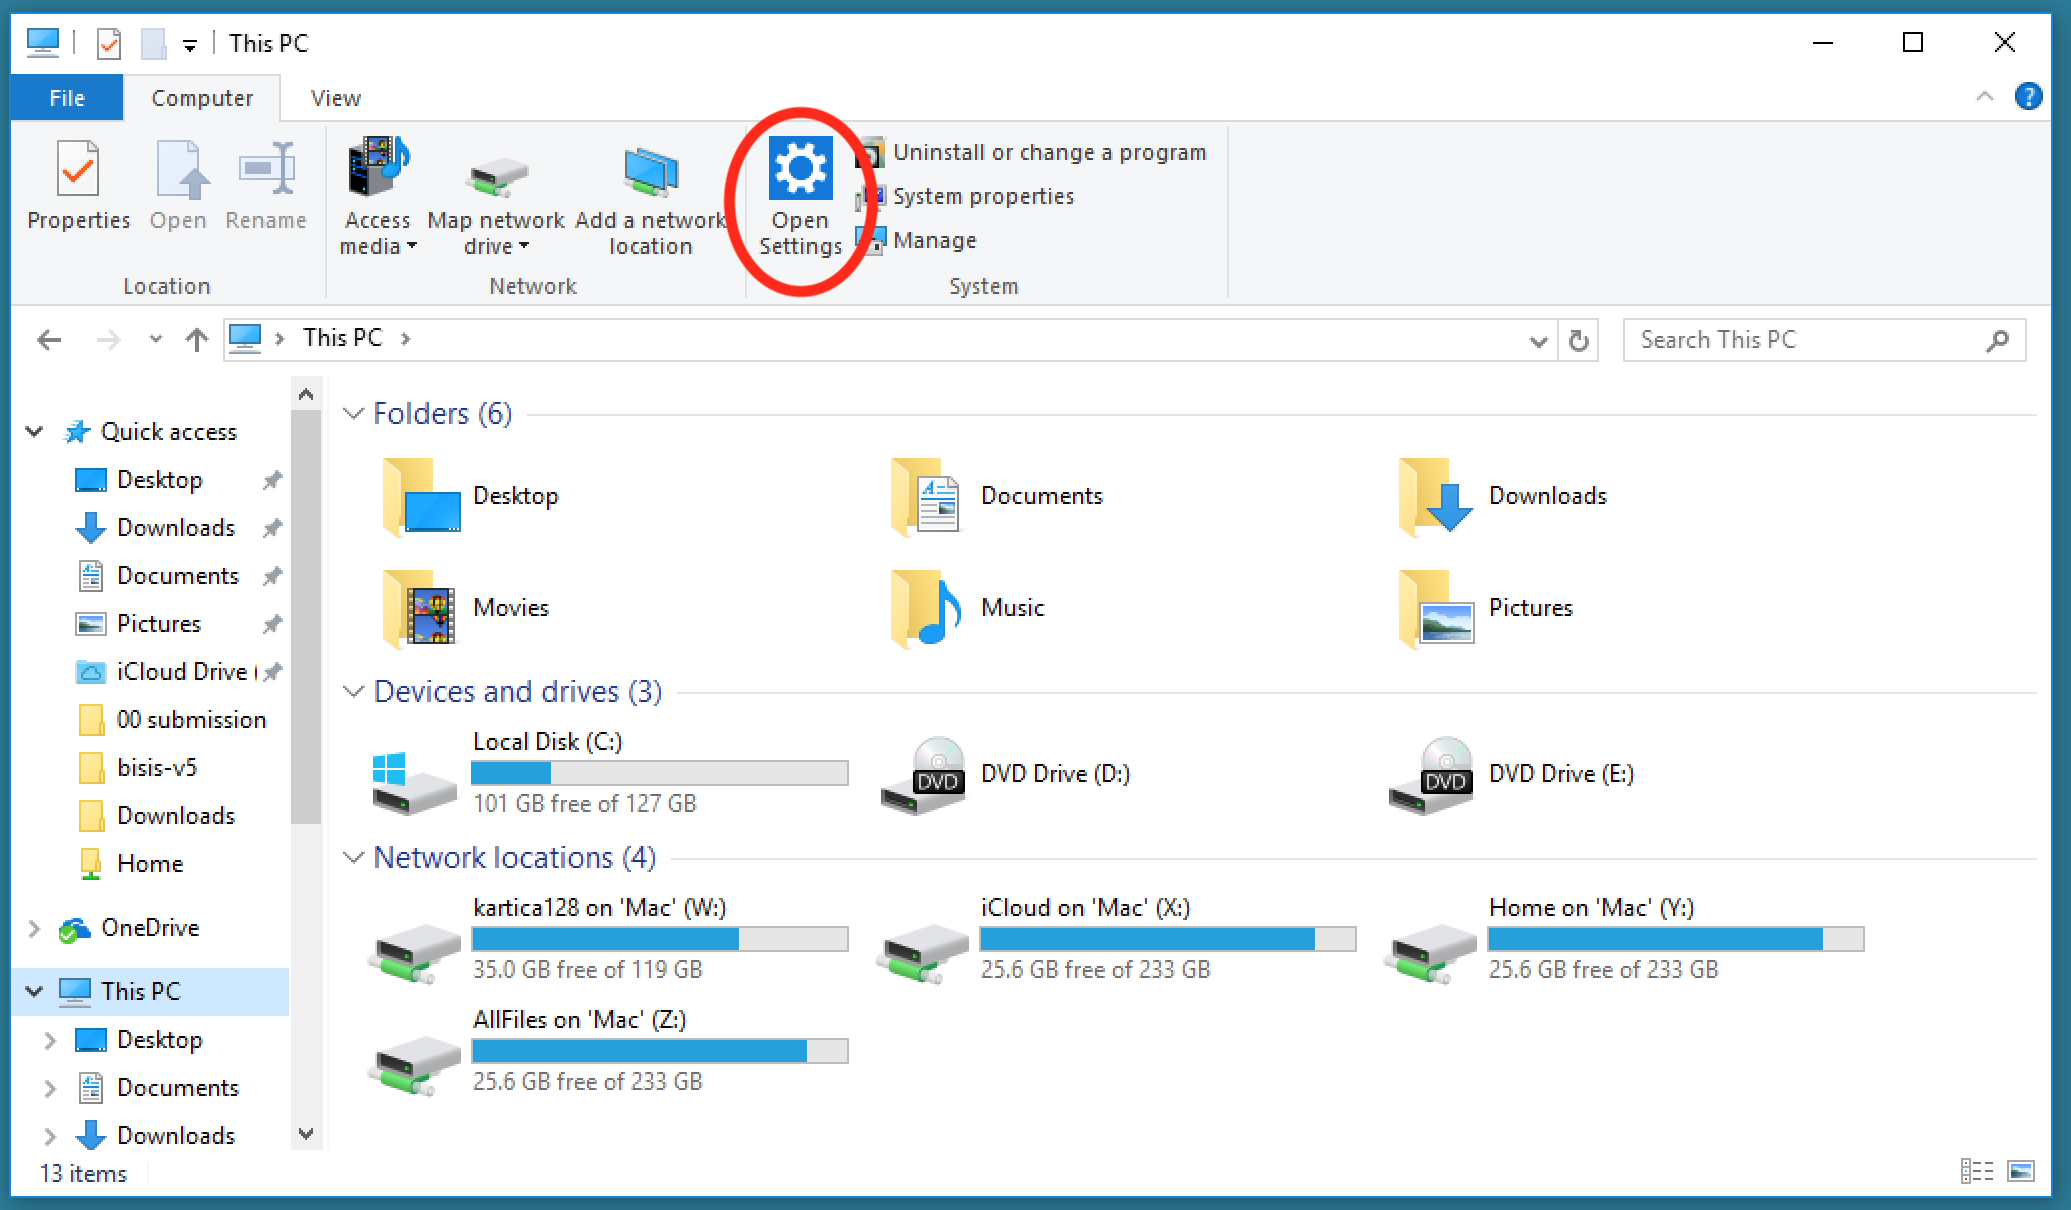 This PC
File
Computer
View
?
Properties
Open
Rename
Access media
Map network drive
Add a network location
Open Settings
Uninstall or change a program
System properties
Manage
Location
Network
System
This PC
Search This PC
Quick access
Desktop
Downloads
Documents
Pictures
iCloud Drive (
00 submission
bisis-v5
Downloads
Home
OneDrive
This PC
Desktop
Documents
Downloads
Folders (6)
Desktop
Documents
Downloads
Movies
Music
Pictures
Devices and drives (3)
Local Disk (C:)
101 GB free of 127 GB
DVD
DVD Drive (D:)
DVD
DVD Drive (E:)
Network locations (4)
kartica128 on 'Mac' (W:)
35.0 GB free of 119 GB
iCloud on 'Mac' (X:)
25.6 GB free of 233 GB
Home on 'Mac' (Y:)
25.6 GB free of 233 GB
AllFiles on 'Mac' (Z:)
25.6 GB free of 233 GB
13 items